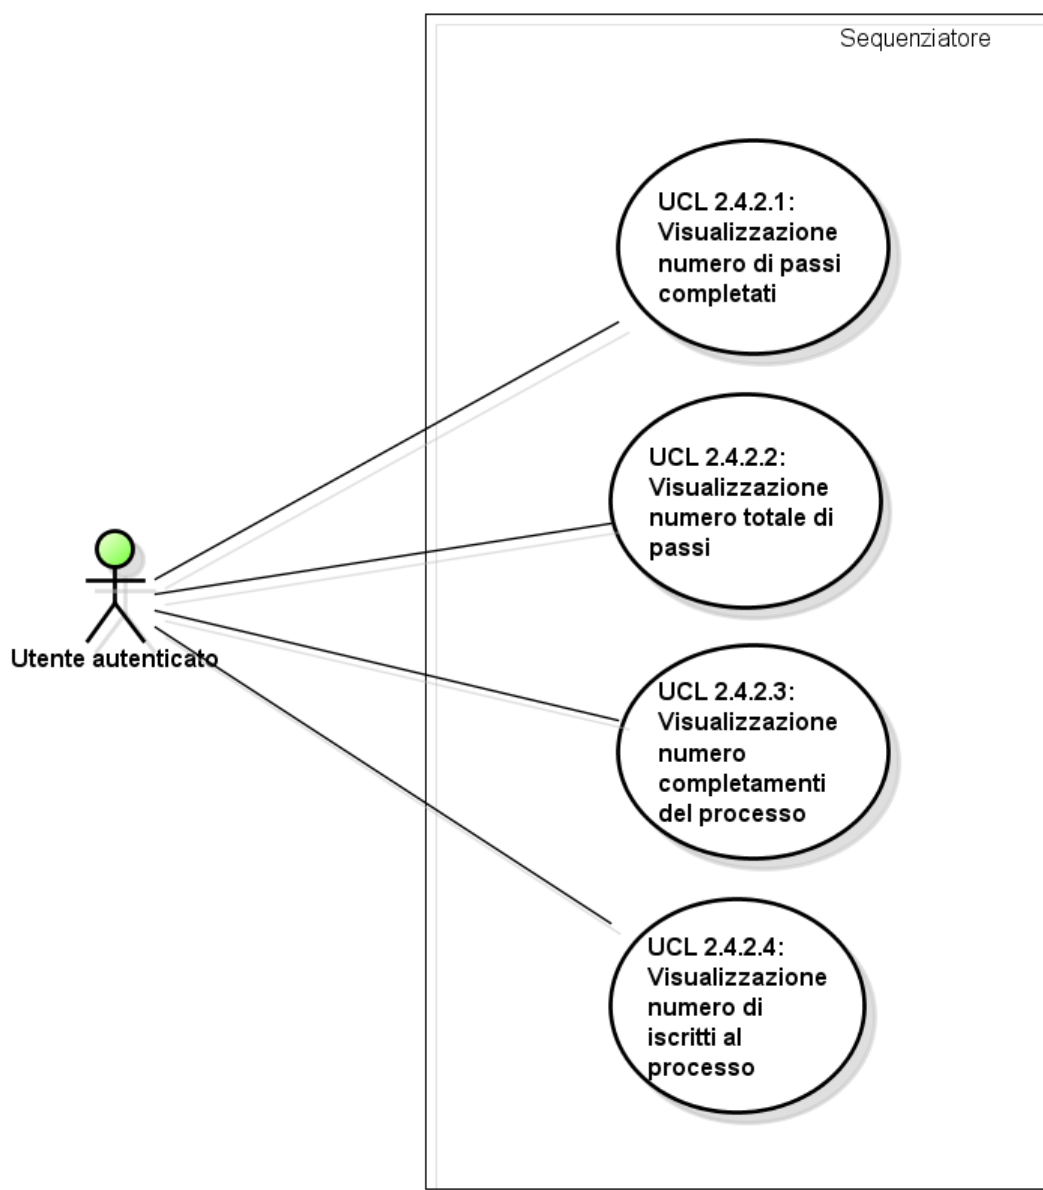 Sequenziatore
UCL 2.4.2.1:
Visualizzazione
numero di passi
completati
UCL 2.4.2.2:
Visualizzazione
numero totale di
passi
Utente autenticato
UCL 2.4.2.3:
Visualizzazione
numero
completamenti
del processo
UCL 2.4.2.4:
Visualizzazione
numero di
iscritti al
processo